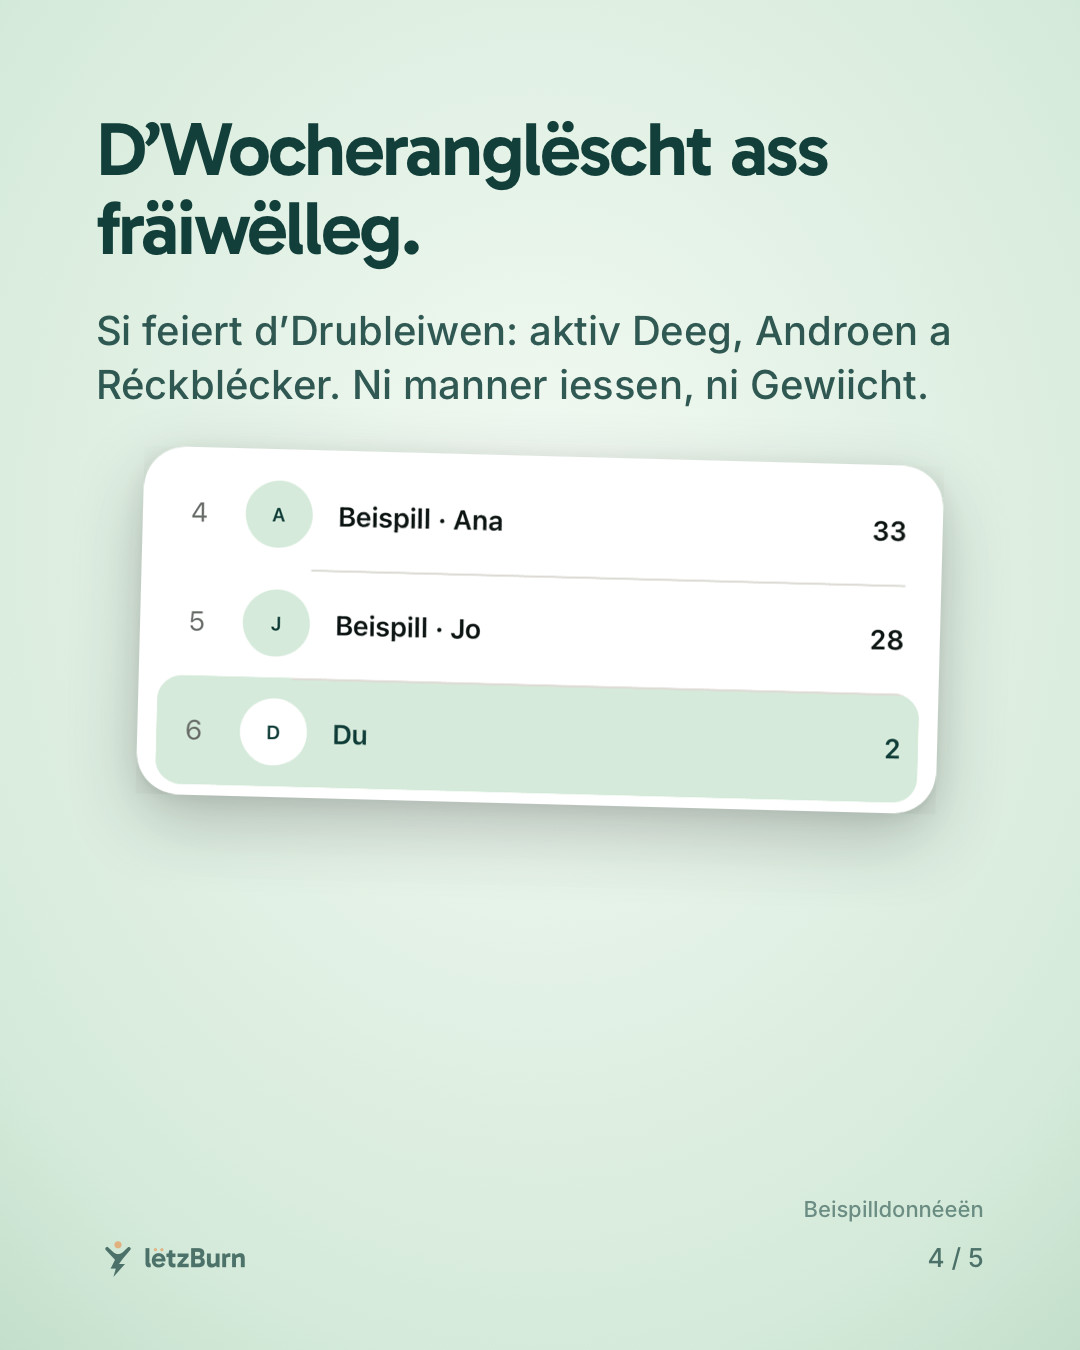 D’Wocheranglëscht ass
fräiwëlleg.
Si feiert d’Drubleiwen: aktiv Deeg, Androen a
Réckblécker. Ni manner iessen, ni Gewiicht.
4 A Beispill · Ana 33
5 J Beispill · Jo 28
6 D Du 2
Beispilldonnéeën
lëtzBurn 4 / 5